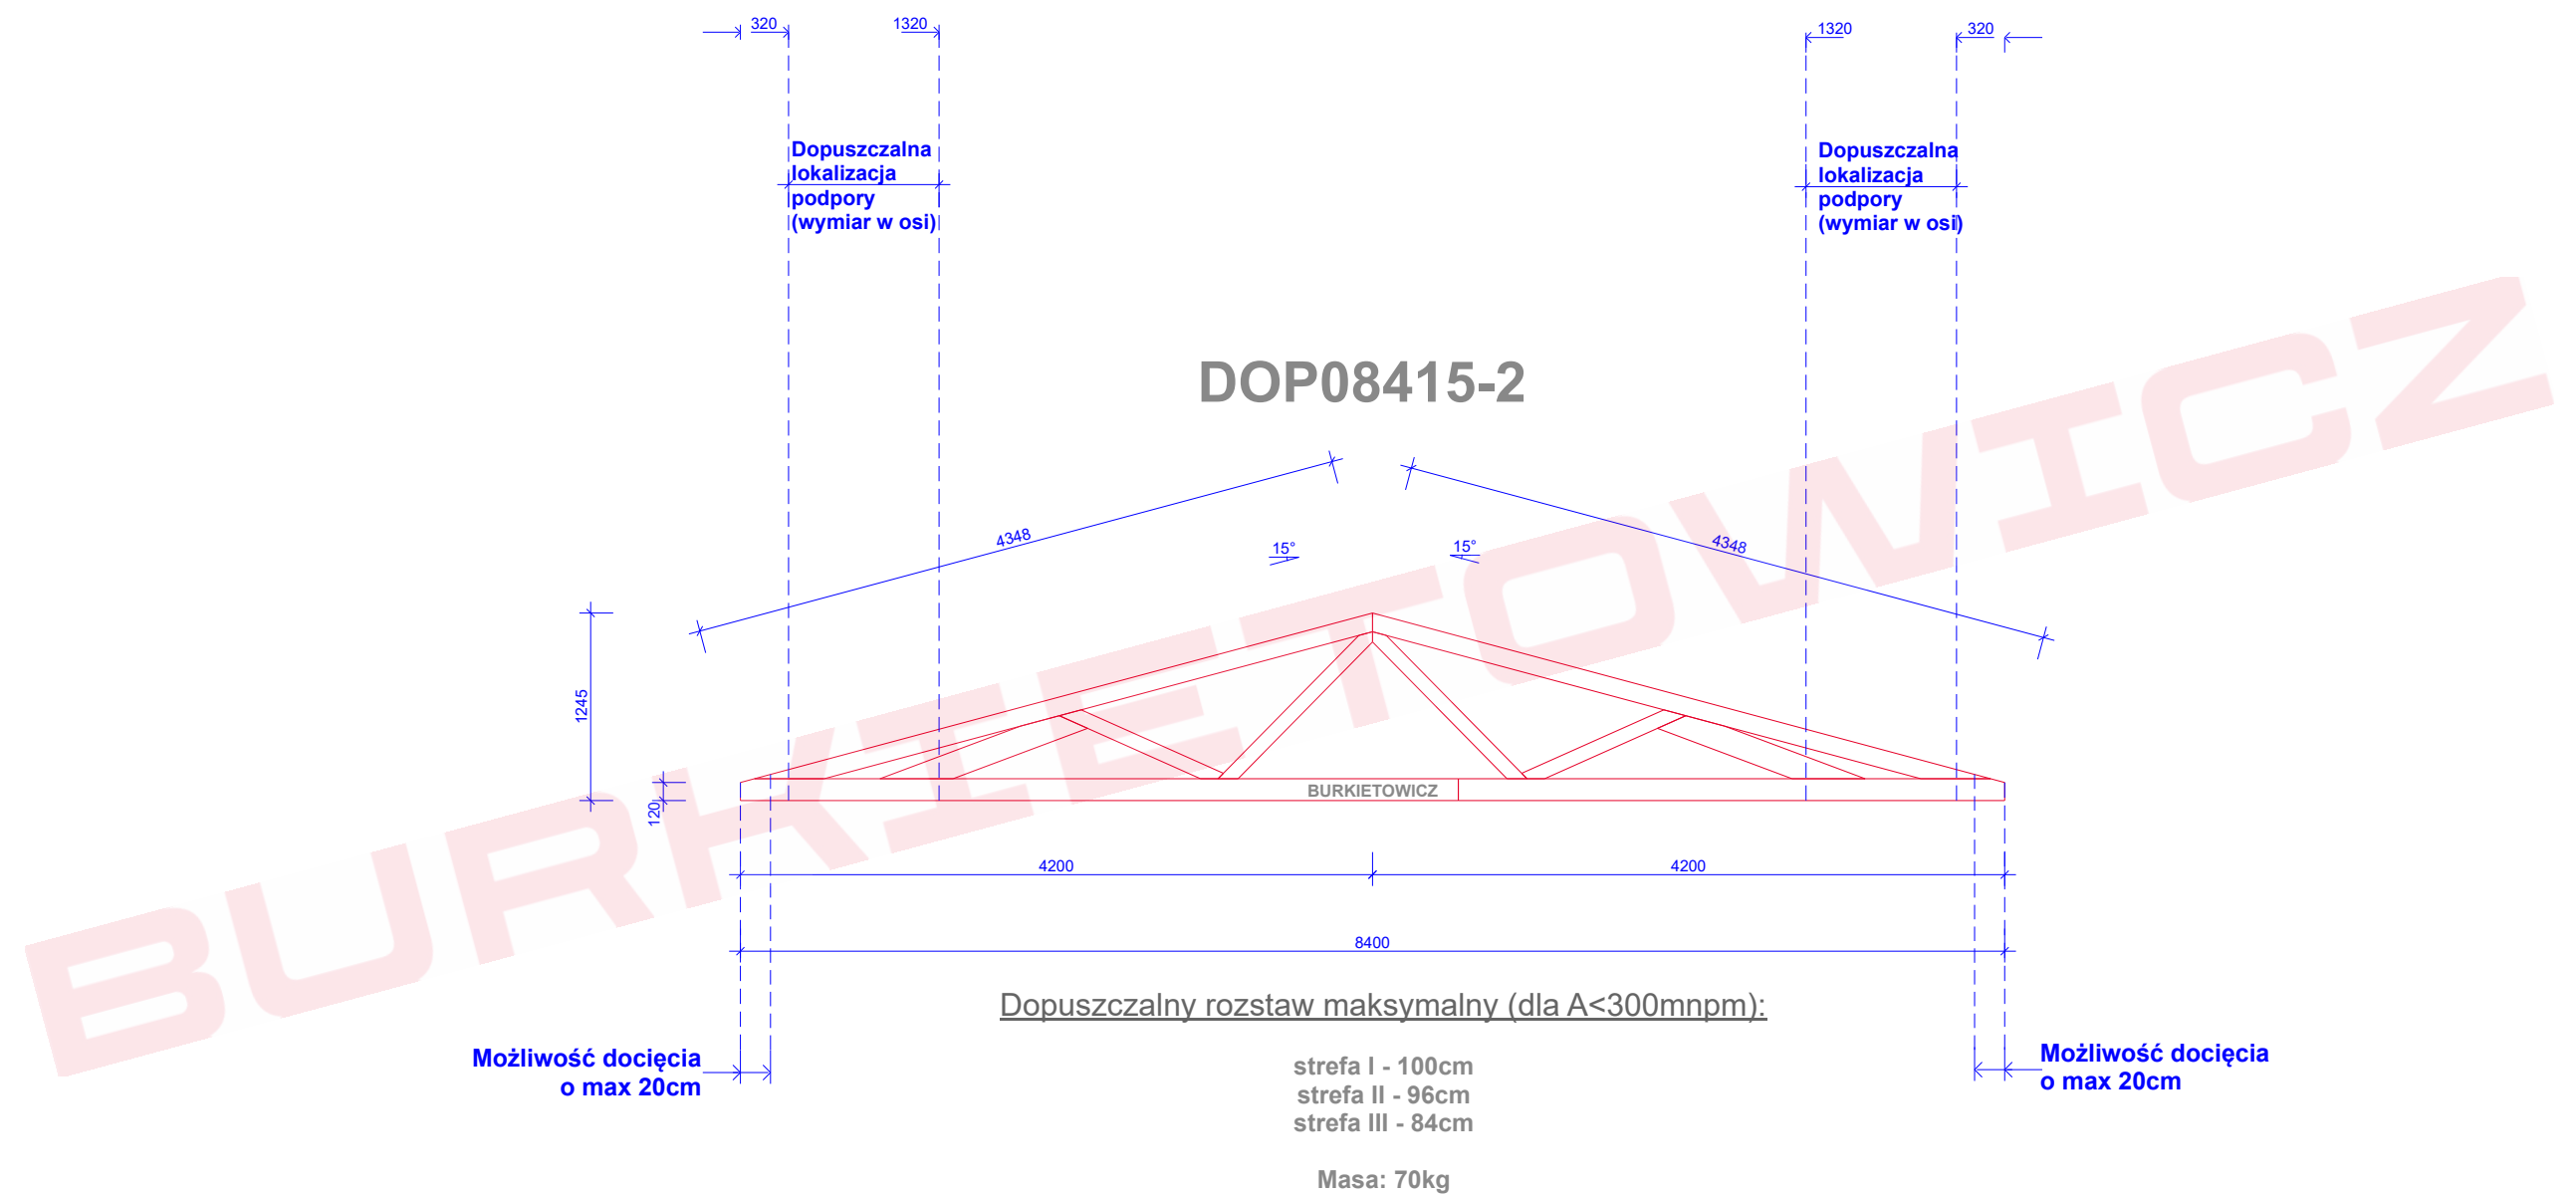 320
1320
1320
320
Dopuszczalna
lokalizacja
podpory
(wymiar w osi)
Dopuszczalna
lokalizacja
podpory
(wymiar w osi)
DOP08415-2
4348
15°
15°
4348
1245
120
BURKIETOWICZ
BURKIETOWICZ
4200
4200
8400
Dopuszczalny rozstaw maksymalny (dla A<300mnpm):
Możliwość docięcia
o max 20cm
Możliwość docięcia
o max 20cm
strefa I - 100cm
strefa II - 96cm
strefa III - 84cm
Masa: 70kg